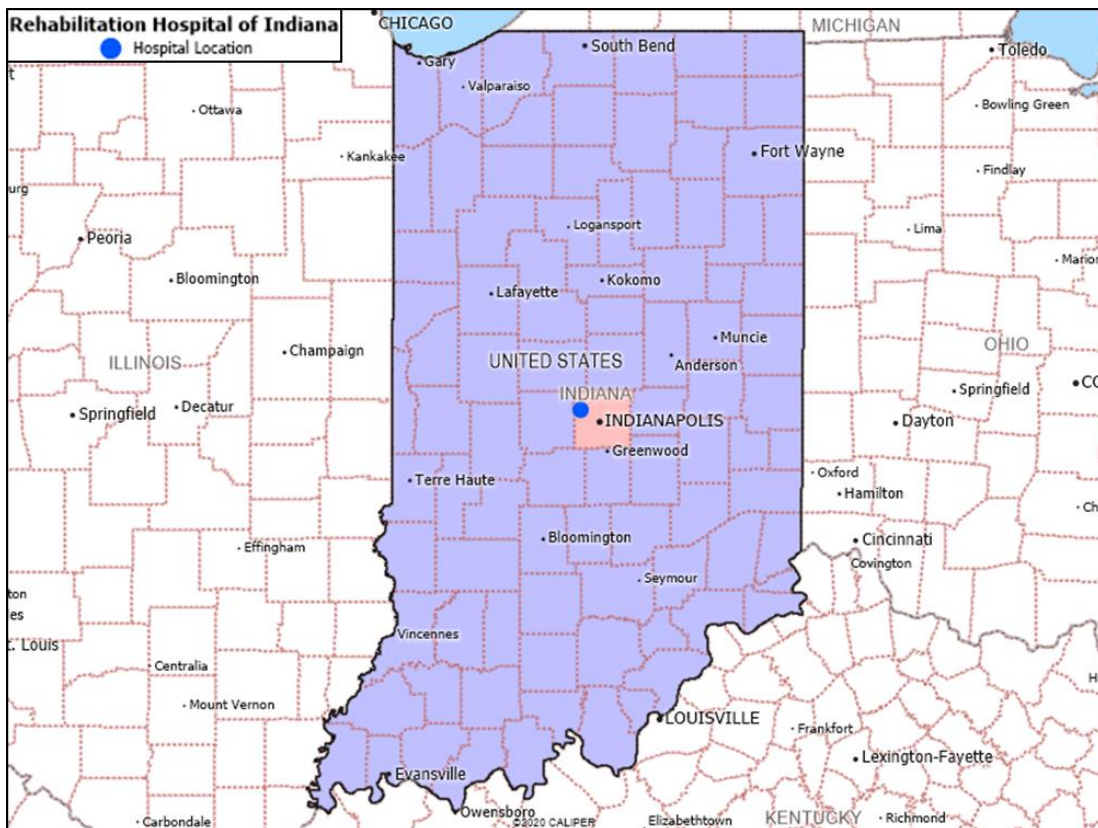 Rehabilitation Hospital of Indiana
Hospital Location
CHICAGO
MICHIGAN
South Bend
Toledo
Gary
Valparaiso
Bowling Green
Ottawa
Kankakee
Fort Wayne
Findlay
Logansport
Lima
Peoria
Marion
Bloomington
Kokomo
Lafayette
Muncie
ILLINOIS
Champaign
UNITED STATES
Anderson
OHIO
INDIANA
Springfield
Decatur
Springfield
CO
INDIANAPOLIS
Dayton
Greenwood
Terre Haute
Oxford
Hamilton
Effingham
Bloomington
Cincinnati
Covington
Seymour
Vincennes
t. Louis
Centralia
Mount Vernon
LOUISVILLE
Frankfort
Lexington-Fayette
Evansville
Owensboro
Carbondale
©2020 CALIPER
Elizabethtown
KENTUCKY
Richmond